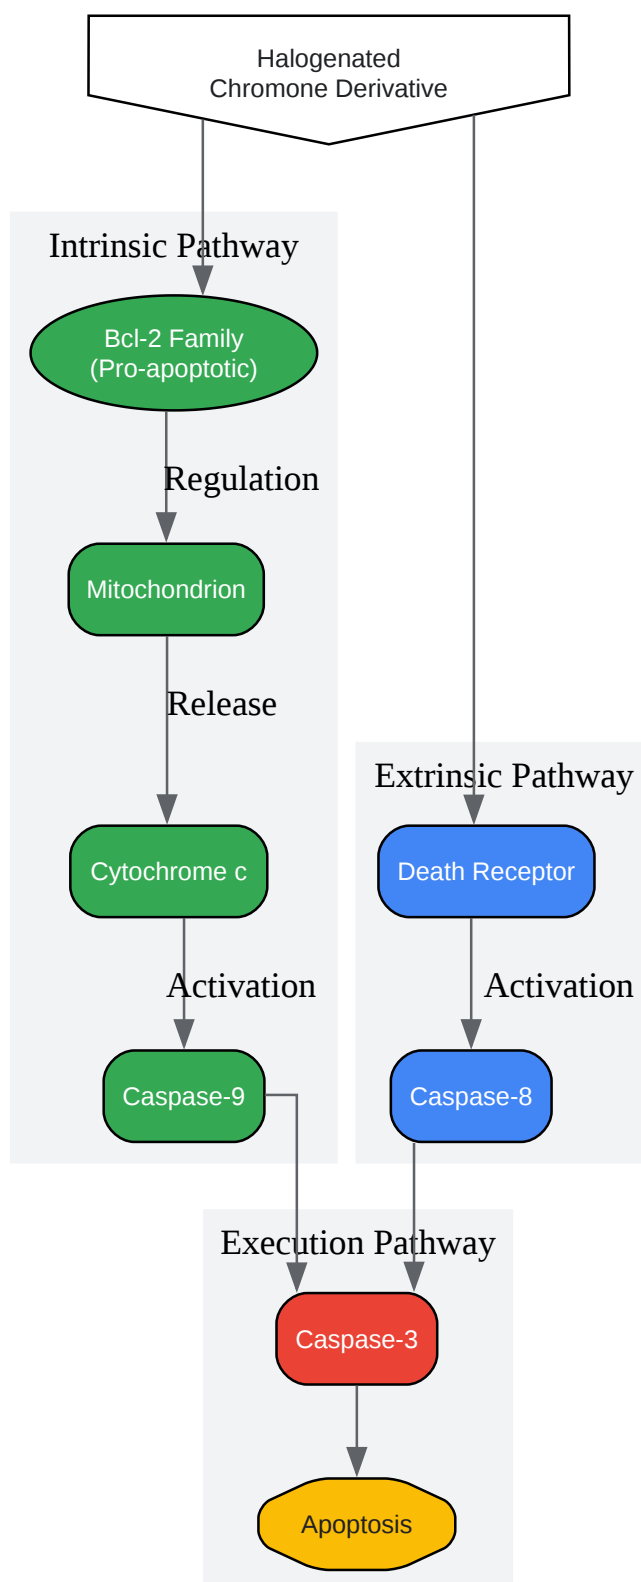 Halogenated
Chromone Derivative
Intrinsic Pathway
Bcl-2 Family
(Pro-apoptotic)
Regulation
Mitochondrion
Release
Extrinsic Pathway
Cytochrome c
Death Receptor
Activation
Activation
Caspase-9
Caspase-8
Execution Pathway
Caspase-3
Apoptosis